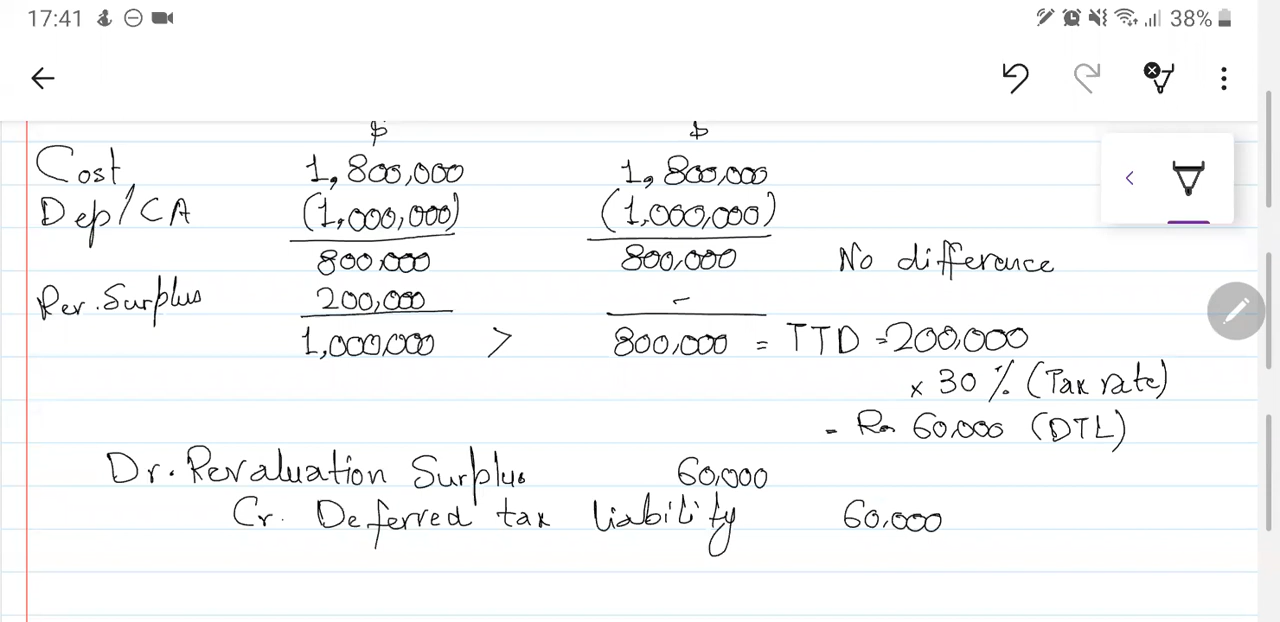 17:41 38%
$ $
Cost 1,800,000 1,800,000
Dep/CA (1,000,000) (1,000,000)
800,000 800,000 No difference
Rev. Surplus 200,000 -
1,000,000 > 800,000 = TTD = 200,000
x 30% (Tax rate)
= Rs 60,000 (DTL)
Dr. Revaluation Surplus 60,000
Cr. Deferred tax liability 60,000